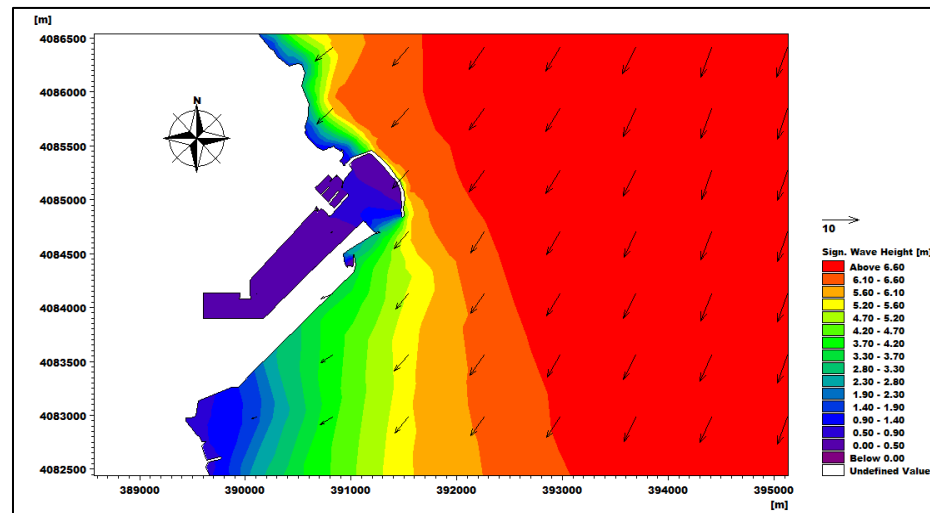 [m]
4086500
4086000
4085500
4085000
4084500
4084000
4083500
4083000
4082500
N
389000 390000 391000 392000 393000 394000 395000
[m]
10
Sign. Wave Height [m]
Above 6.60
6.10 - 6.60
5.60 - 6.10
5.20 - 5.60
4.70 - 5.20
4.20 - 4.70
3.70 - 4.20
3.30 - 3.70
2.80 - 3.30
2.30 - 2.80
1.90 - 2.30
1.40 - 1.90
0.90 - 1.40
0.50 - 0.90
0.00 - 0.50
Below 0.00
Undefined Value